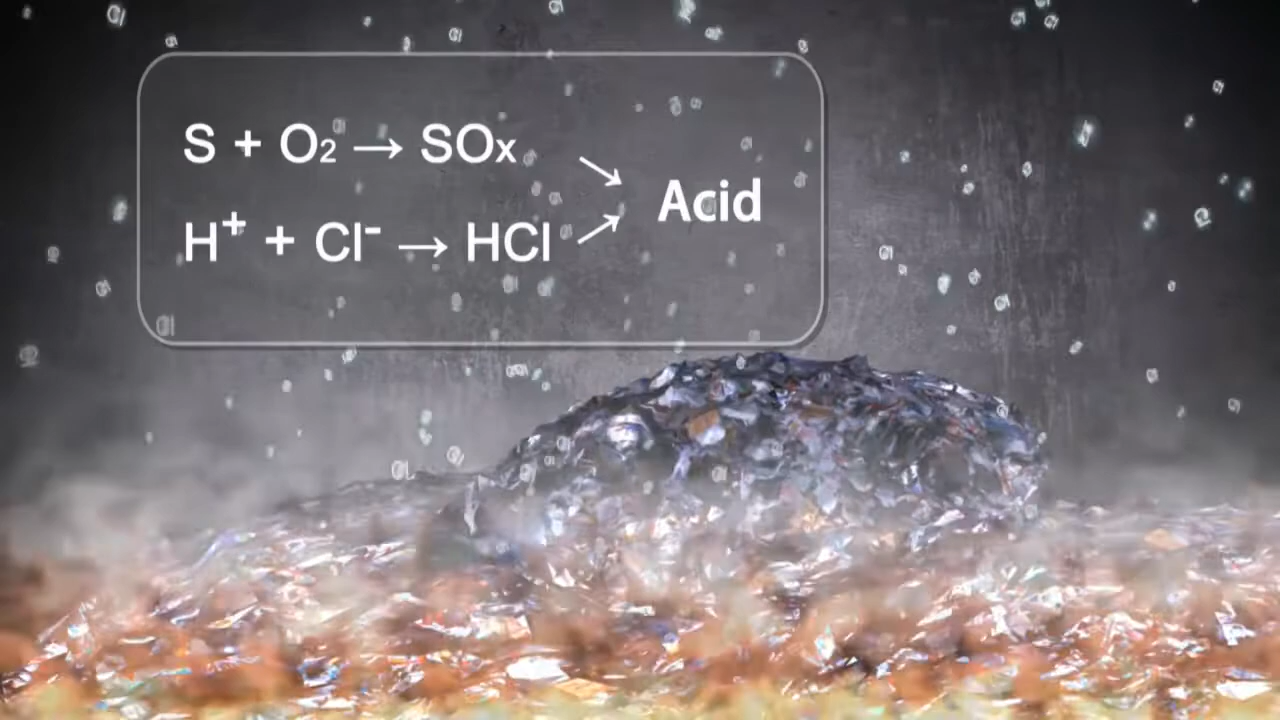 S + O₂ → SOx
H⁺ + Cl⁻ → HCl
Acid